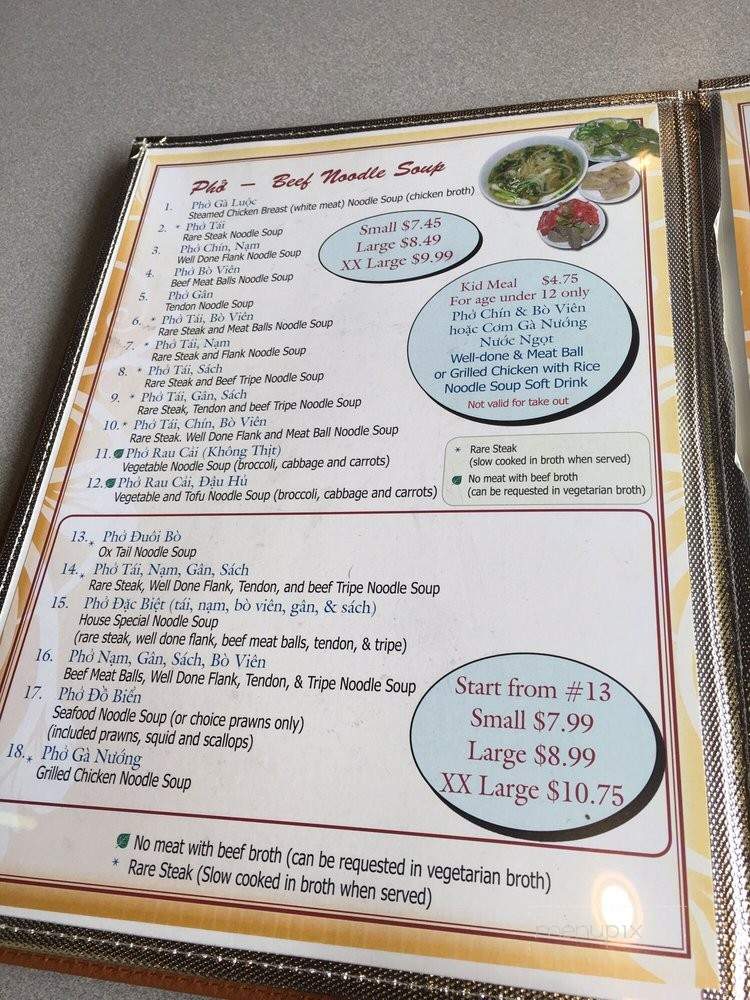 Phở — Beef Noodle Soup
1. Phở Gà Luộc
Steamed Chicken Breast (white meat) Noodle Soup (chicken broth)
2. * Phở Tái
Rare Steak Noodle Soup
3. Phở Chín, Nạm
Well Done Flank Noodle Soup
4. Phở Bò Viên
Beef Meat Balls Noodle Soup
5. Phở Gân
Tendon Noodle Soup
6. * Phở Tái, Bò Viên
Rare Steak and Meat Balls Noodle Soup
7. * Phở Tái, Nạm
Rare Steak and Flank Noodle Soup
8. * Phở Tái, Sách
Rare Steak and Beef Tripe Noodle Soup
9. * Phở Tái, Gân, Sách
Rare Steak, Tendon and beef Tripe Noodle Soup
10. * Phở Tái, Chín, Bò Viên
Rare Steak. Well Done Flank and Meat Ball Noodle Soup
11. Phở Rau Cải (Không Thịt)
Vegetable Noodle Soup (broccoli, cabbage and carrots)
12. Phở Rau Cải, Đậu Hủ
Vegetable and Tofu Noodle Soup (broccoli, cabbage and carrots)
Small $7.45
Large $8.49
XX Large $9.99
Kid Meal $4.75
For age under 12 only
Phở Chín & Bò Viên
hoặc Cơm Gà Nướng
Nước Ngọt
Well-done & Meat Ball
or Grilled Chicken with Rice
Noodle Soup Soft Drink
Not valid for take out
* Rare Steak
(slow cooked in broth when served)
No meat with beef broth
(can be requested in vegetarian broth)
13. * Phở Đuôi Bò
Ox Tail Noodle Soup
14. * Phở Tái, Nạm, Gân, Sách
Rare Steak, Well Done Flank, Tendon, and beef Tripe Noodle Soup
15. Phở Đặc Biệt (tái, nạm, bò viên, gân, & sách)
House Special Noodle Soup
(rare steak, well done flank, beef meat balls, tendon, & tripe)
16. Phở Nạm, Gân, Sách, Bò Viên
Beef Meat Balls, Well Done Flank, Tendon, & Tripe Noodle Soup
17. Phở Đồ Biển
Seafood Noodle Soup (or choice prawns only)
(included prawns, squid and scallops)
18. * Phở Gà Nướng
Grilled Chicken Noodle Soup
Start from #13
Small $7.99
Large $8.99
XX Large $10.75
No meat with beef broth (can be requested in vegetarian broth)
* Rare Steak (Slow cooked in broth when served)
menupix